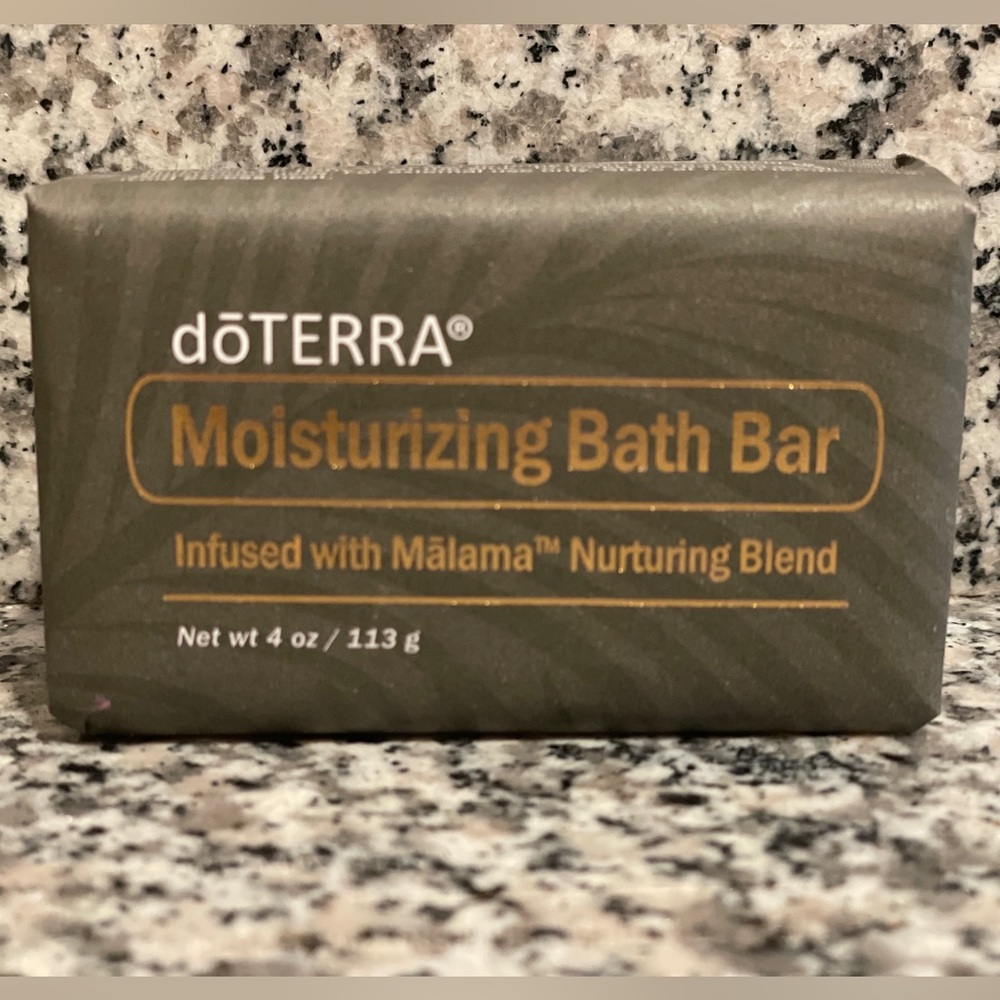 dōTERRA®
Moisturizing Bath Bar
Infused with Mālama™ Nurturing Blend
Net wt 4 oz / 113 g